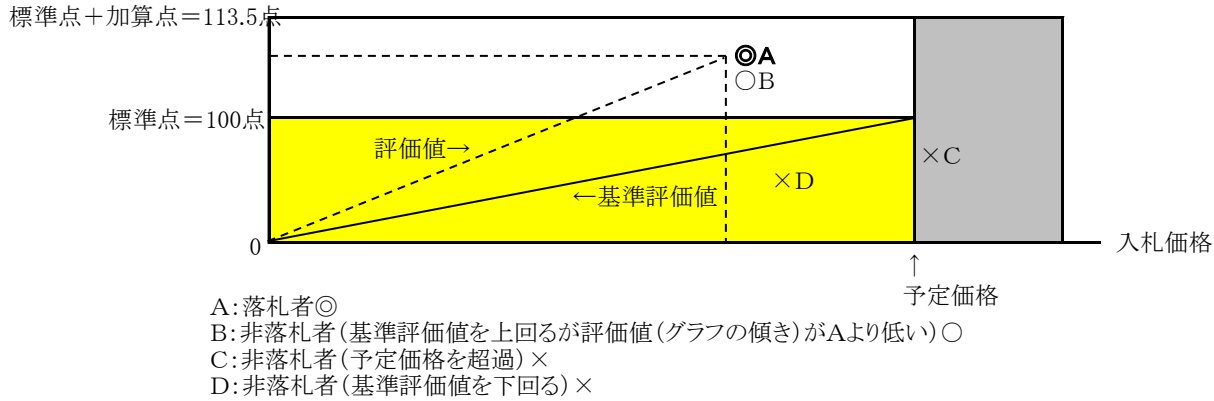 標準点＋加算点＝113.5点
◎A
○B
標準点＝100点
評価値→
×C
×D
←基準評価値
0
入札価格
↑
予定価格
A：落札者◎
B：非落札者（基準評価値を上回るが評価値（グラフの傾き）がAより低い）○
C：非落札者（予定価格を超過）×
D：非落札者（基準評価値を下回る）×